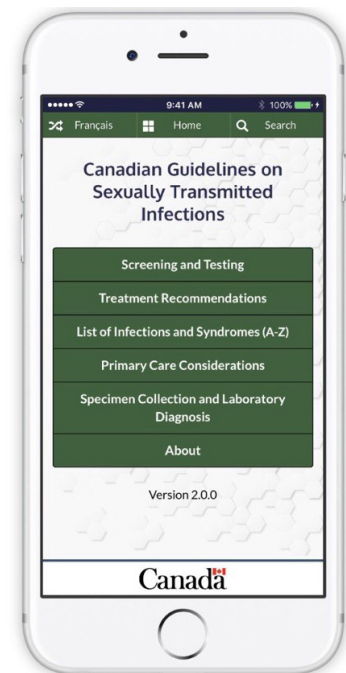 9:41 AM
100%
Français
Home
Search
Canadian Guidelines on
Sexually Transmitted
Infections
Screening and Testing
Treatment Recommendations
List of Infections and Syndromes (A-Z)
Primary Care Considerations
Specimen Collection and Laboratory
Diagnosis
About
Version 2.0.0
Canada